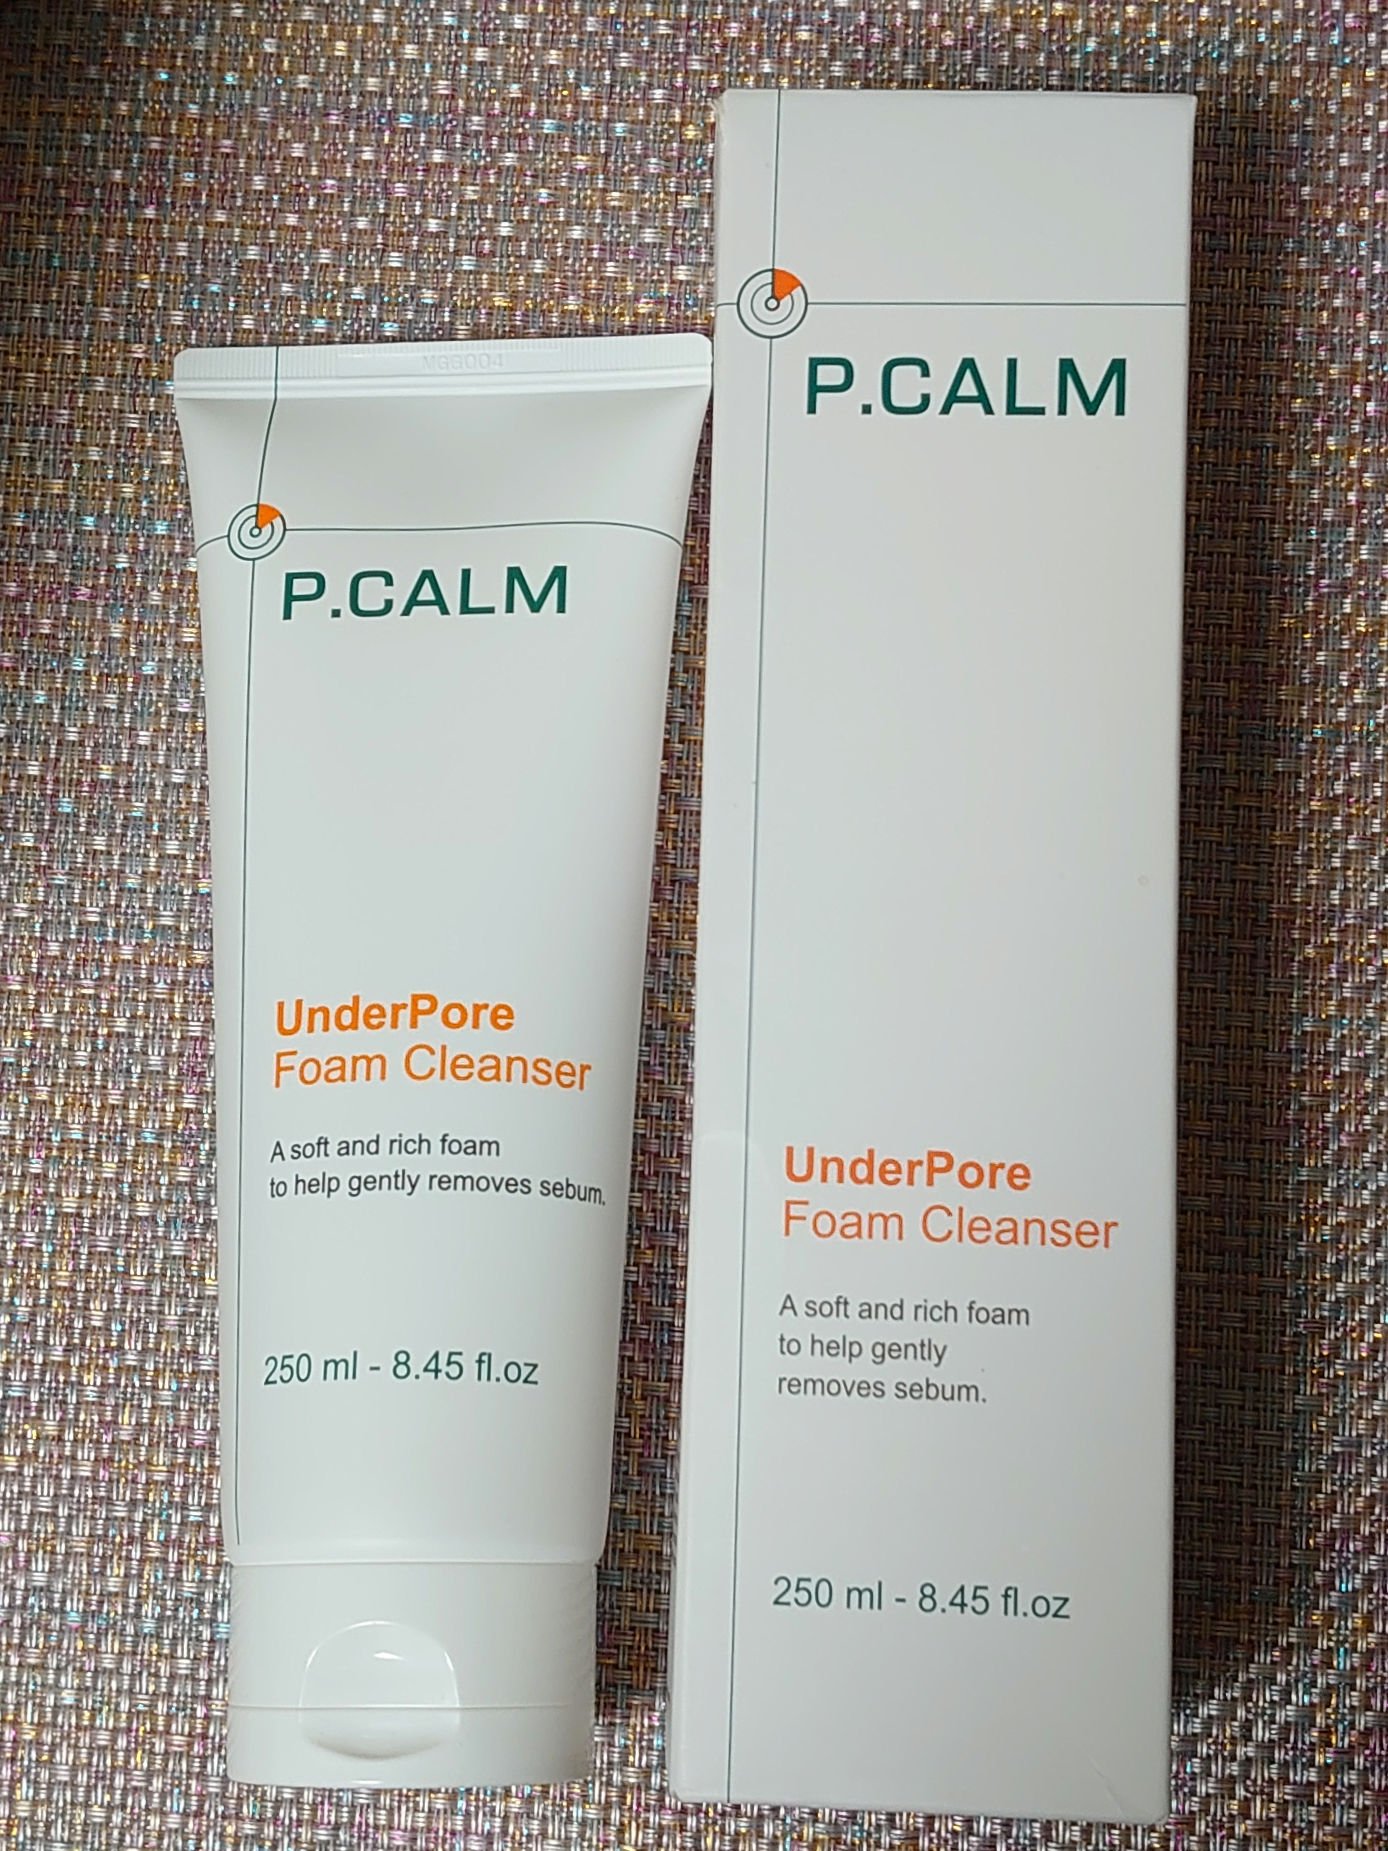 MGG004
P.CALM
UnderPore
Foam Cleanser
A soft and rich foam
to help gently removes sebum.
250 ml - 8.45 fl.oz
P.CALM
UnderPore
Foam Cleanser
A soft and rich foam
to help gently
removes sebum.
250 ml - 8.45 fl.oz